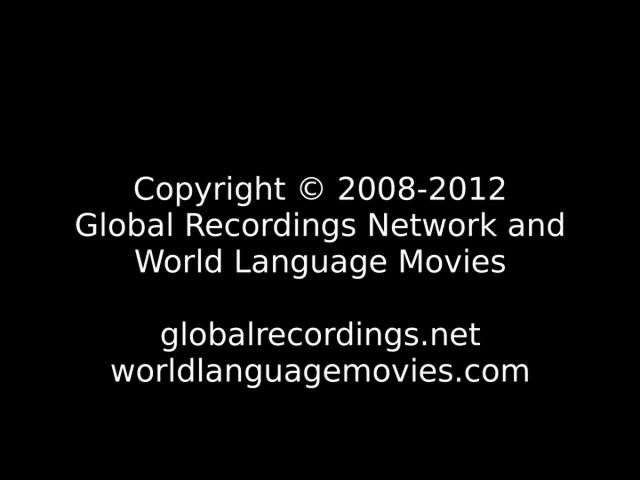 Copyright © 2008-2012
Global Recordings Network and
World Language Movies
globalrecordings.net
worldlanguagemovies.com